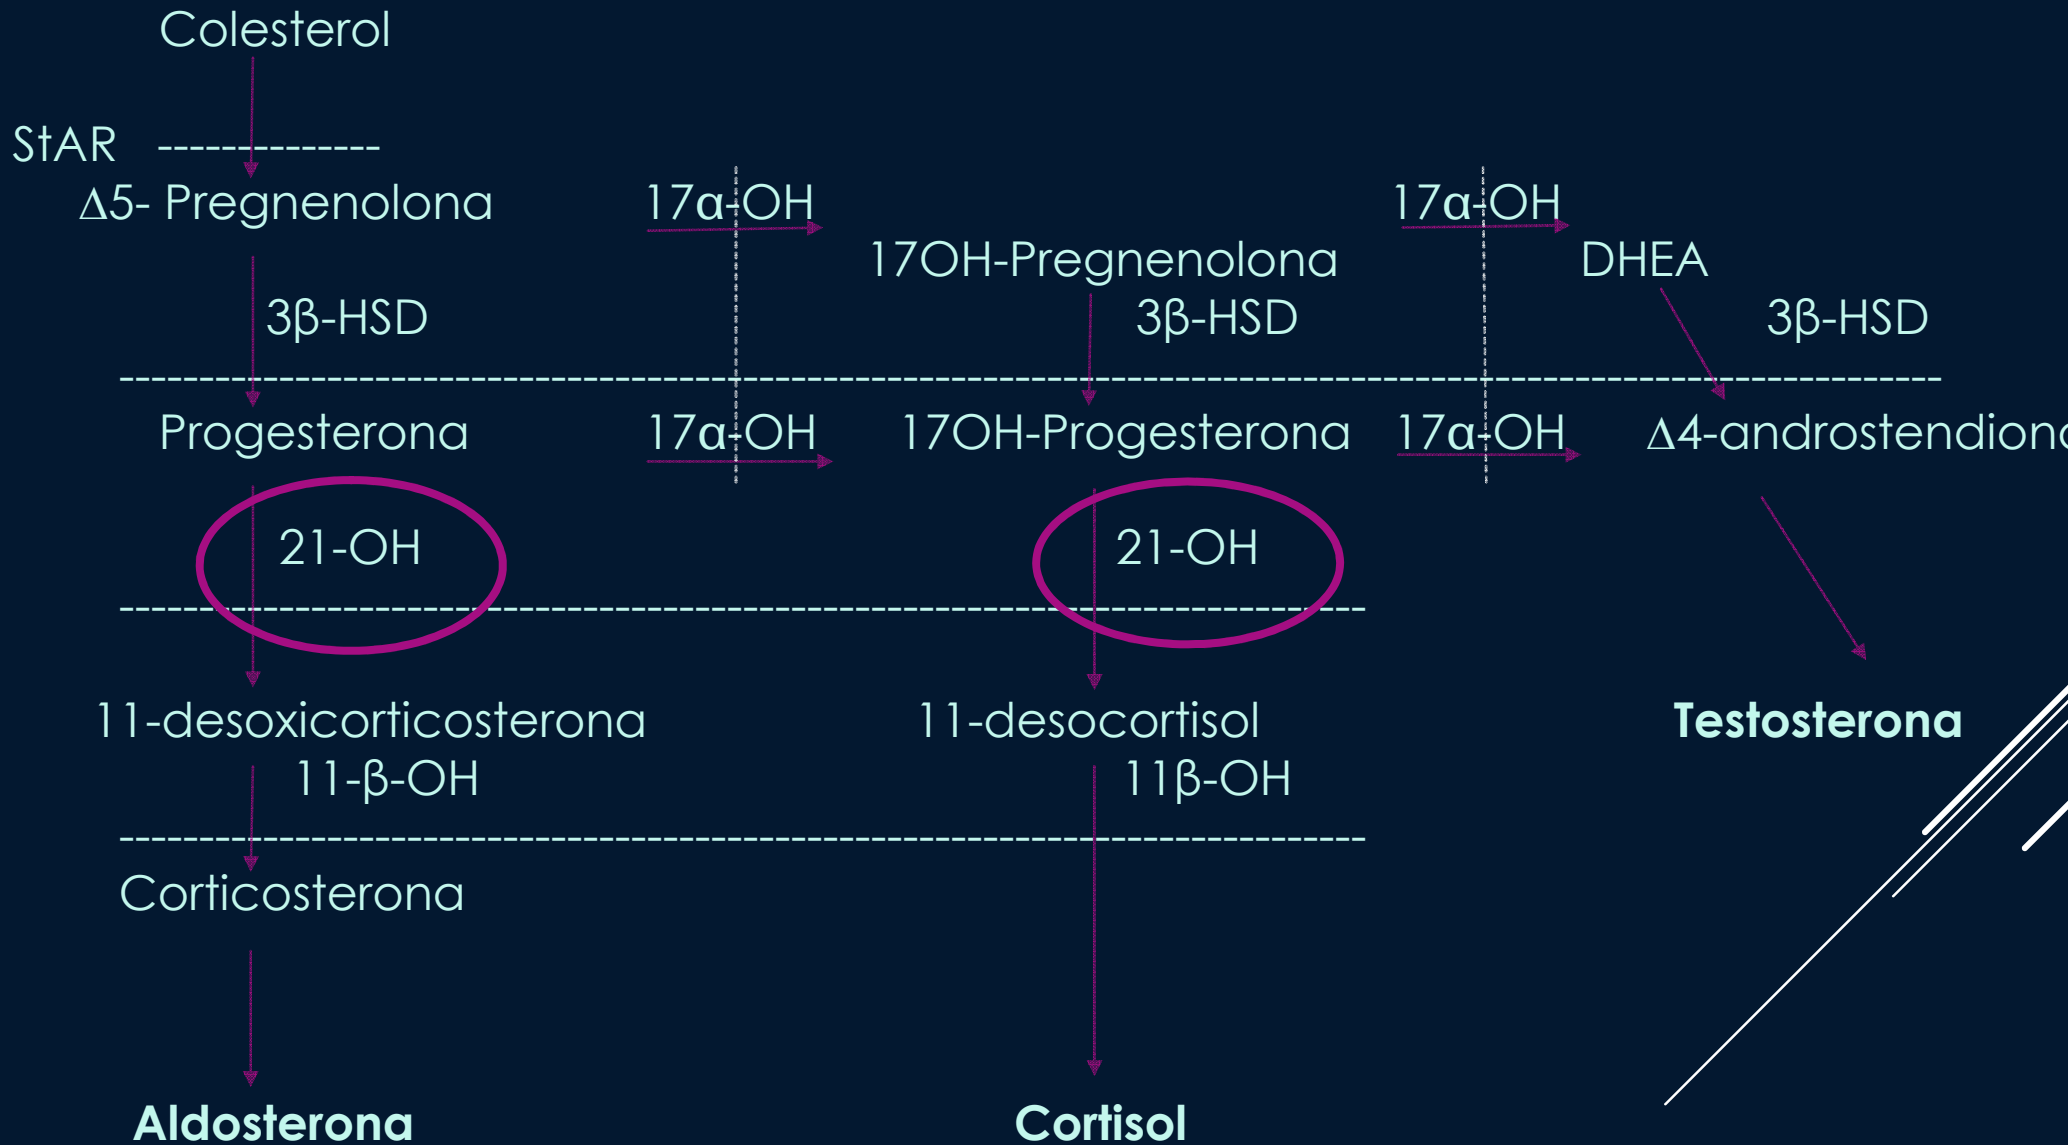 Colesterol
StAR --------------
Δ5- Pregnenolona 17α-OH 17α-OH
17OH-Pregnenolona DHEA
3β-HSD 3β-HSD 3β-HSD
Progesterona 17α-OH 17OH-Progesterona 17α-OH Δ4-androstendiona
21-OH 21-OH
11-desoxicorticosterona 11-desocortisol Testosterona
11-β-OH 11β-OH
Corticosterona
Aldosterona Cortisol